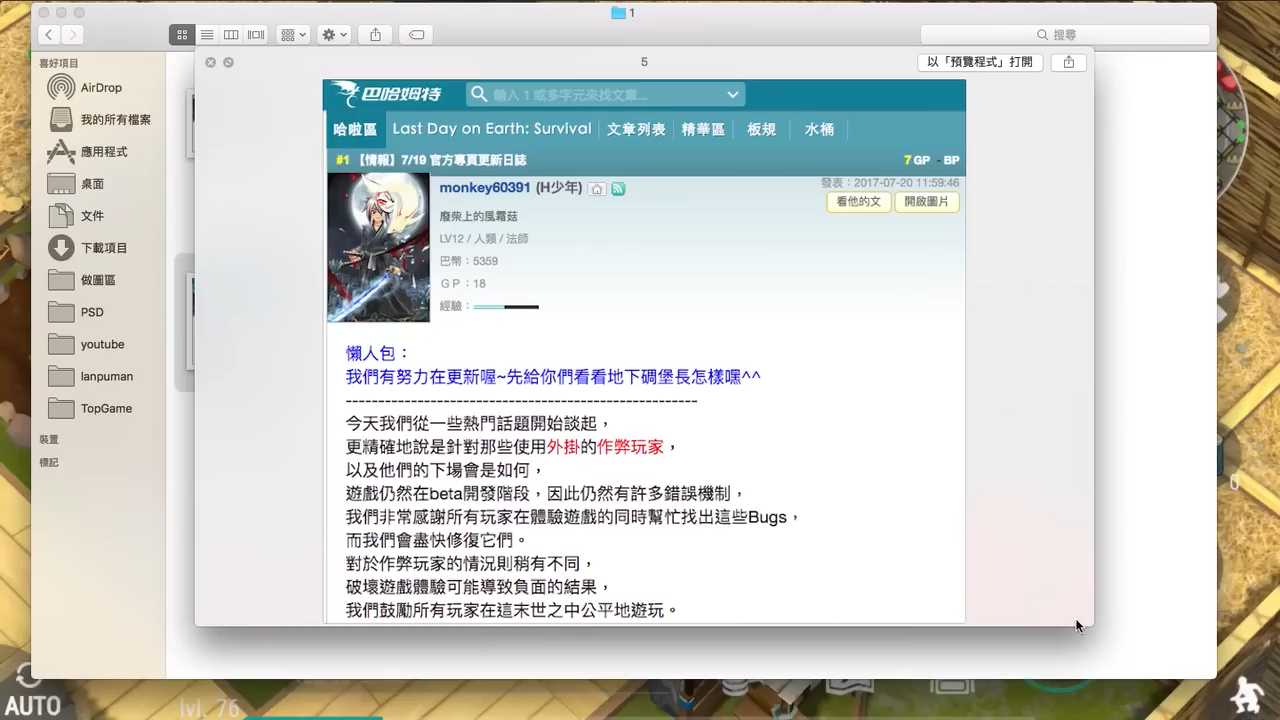 1
搜尋
喜好項目
AirDrop
我的所有檔案
應用程式
桌面
文件
下載項目
做圖區
PSD
youtube
lanpuman
TopGame
裝置
標記
5
以「預覽程式」打開
巴哈姆特
輸入 1 或多字元來找文章...
哈啦區
Last Day on Earth: Survival
文章列表
精華區
板規
水桶
#1 【情報】7/19 官方專頁更新日誌
7 GP - BP
monkey60391 (H少年)
發表：2017-07-20 11:59:46
看他的文
開啟圖片
廢柴上的風霜菇
LV12 / 人類 / 法師
巴幣：5359
GP：18
經驗：
懶人包：
我們有努力在更新喔~先給你們看看地下碉堡長怎樣嘿^^
-----------------------------------------------------
今天我們從一些熱門話題開始談起，
更精確地說是針對那些使用外掛的作弊玩家，
以及他們的下場會是如何，
遊戲仍然在beta開發階段，因此仍然有許多錯誤機制，
我們非常感謝所有玩家在體驗遊戲的同時幫忙找出這些Bugs，
而我們會盡快修復它們。
對於作弊玩家的情況則稍有不同，
破壞遊戲體驗可能導致負面的結果，
我們鼓勵所有玩家在這末世之中公平地遊玩。
0
AUTO
lvl. 76